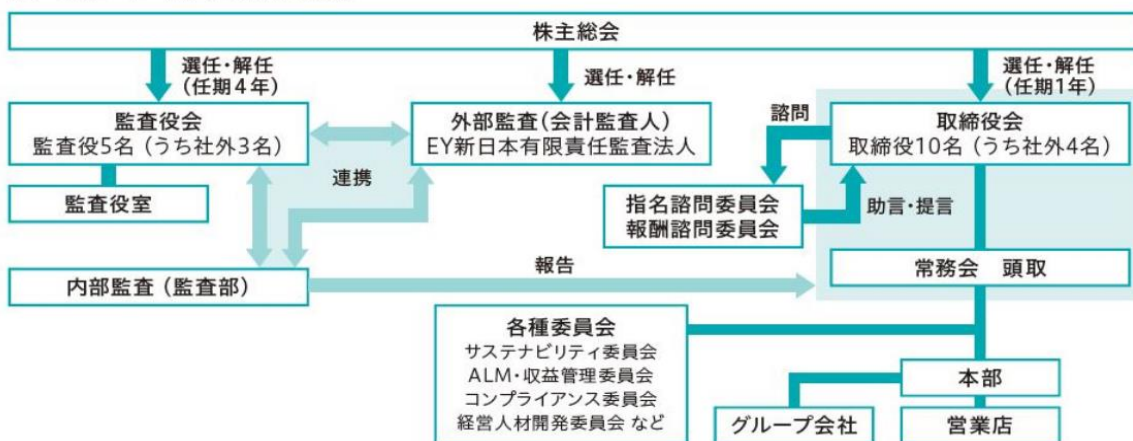 株主総会
選任・解任
(任期4年)
選任・解任
選任・解任
(任期1年)
監査役会
監査役5名(うち社外3名)
外部監査(会計監査人)
EY新日本有限責任監査法人
諮問
取締役会
取締役10名(うち社外4名)
連携
監査役室
指名諮問委員会
報酬諮問委員会
助言・提言
内部監査(監査部)
報告
常務会 頭取
各種委員会
サステナビリティ委員会
ALM・収益管理委員会
コンプライアンス委員会
経営人材開発委員会 など
本部
グループ会社
営業店